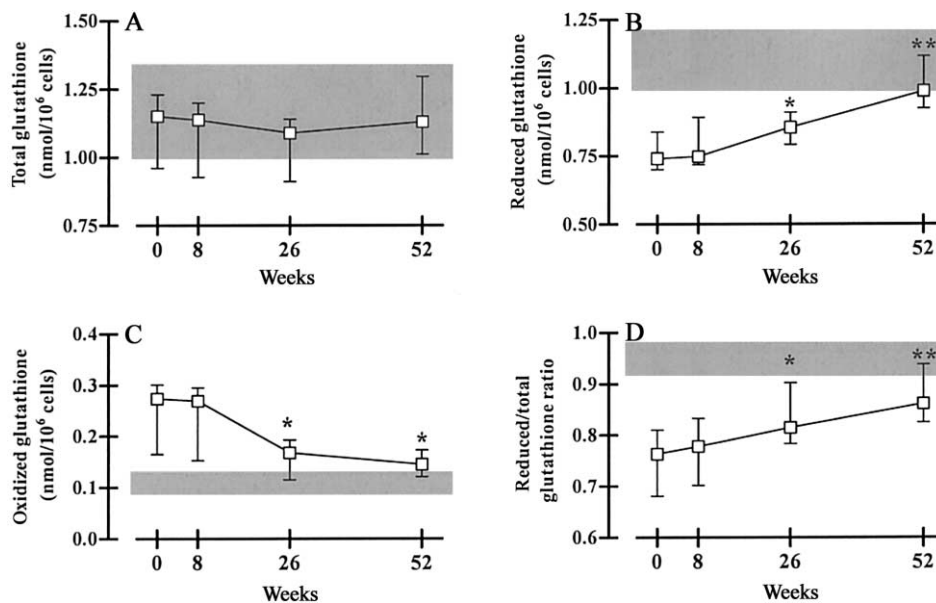 A
1.50
1.25
1.00
0.75
Total glutathione
(nmol/10⁶ cells)
0 8 26 52
Weeks
B
1.25
1.00
0.75
0.50
Reduced glutathione
(nmol/10⁶ cells)
*
**
0 8 26 52
Weeks
C
0.4
0.3
0.2
0.1
0.0
Oxidized glutathione
(nmol/10⁶ cells)
*
*
0 8 26 52
Weeks
D
1.0
0.9
0.8
0.7
0.6
Reduced/total
glutathione ratio
*
**
0 8 26 52
Weeks